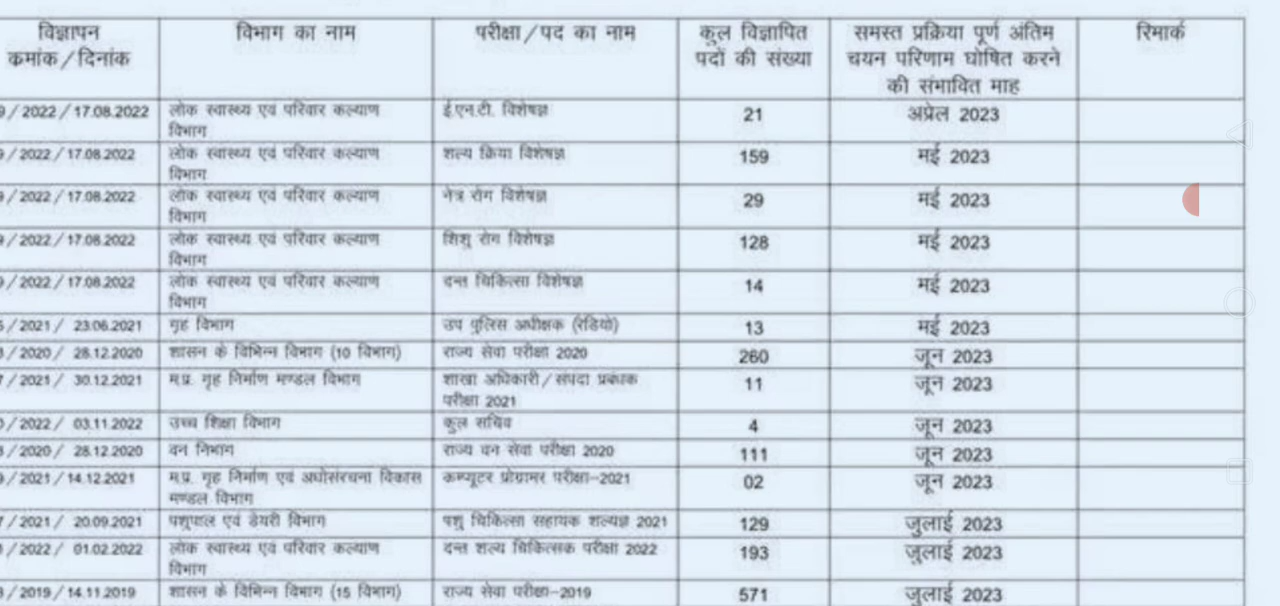 विज्ञापन क्रमांक/दिनांक
विभाग का नाम
परीक्षा/पद का नाम
कुल विज्ञापित पदों की संख्या
समस्त प्रक्रिया पूर्ण अंतिम चयन परिणाम घोषित करने की संभावित माह
रिमार्क
/2022/17.08.2022 लोक स्वास्थ्य एवं परिवार कल्याण विभाग ई.एन.टी. विशेषज्ञ 21 अप्रेल 2023
/2022/17.08.2022 लोक स्वास्थ्य एवं परिवार कल्याण विभाग शल्य क्रिया विशेषज्ञ 159 मई 2023
/2022/17.08.2022 लोक स्वास्थ्य एवं परिवार कल्याण विभाग नेत्र रोग विशेषज्ञ 29 मई 2023
/2022/17.08.2022 लोक स्वास्थ्य एवं परिवार कल्याण विभाग शिशु रोग विशेषज्ञ 128 मई 2023
/2022/17.08.2022 लोक स्वास्थ्य एवं परिवार कल्याण विभाग दन्त चिकित्सा विशेषज्ञ 14 मई 2023
/2021/ 23.06.2021 गृह विभाग उप पुलिस अधीक्षक (रेडियो) 13 मई 2023
/2020/ 28.12.2020 शासन के विभिन्न विभाग (10 विभाग) राज्य सेवा परीक्षा 2020 260 जून 2023
/2021/ 30.12.2021 म.प्र. गृह निर्माण मण्डल विभाग शाखा अधिकारी/संपदा प्रबंधक परीक्षा 2021 11 जून 2023
/2022/ 03.11.2022 उच्च शिक्षा विभाग कुल सचिव 4 जून 2023
/2020/ 28.12.2020 वन विभाग राज्य वन सेवा परीक्षा 2020 111 जून 2023
/2021/14.12.2021 म.प्र. गृह निर्माण एवं अधोसंरचना विकास मण्डल विभाग कम्प्यूटर प्रोग्रामर परीक्षा-2021 02 जून 2023
/2021/ 20.09.2021 पशुपाल एवं डेयरी विभाग पशु चिकित्सा सहायक शल्यज्ञ 2021 129 जुलाई 2023
/2022/ 01.02.2022 लोक स्वास्थ्य एवं परिवार कल्याण विभाग दन्त शल्य चिकित्सक परीक्षा 2022 193 जुलाई 2023
/2019/14.11.2019 शासन के विभिन्न विभाग (15 विभाग) राज्य सेवा परीक्षा-2019 571 जुलाई 2023